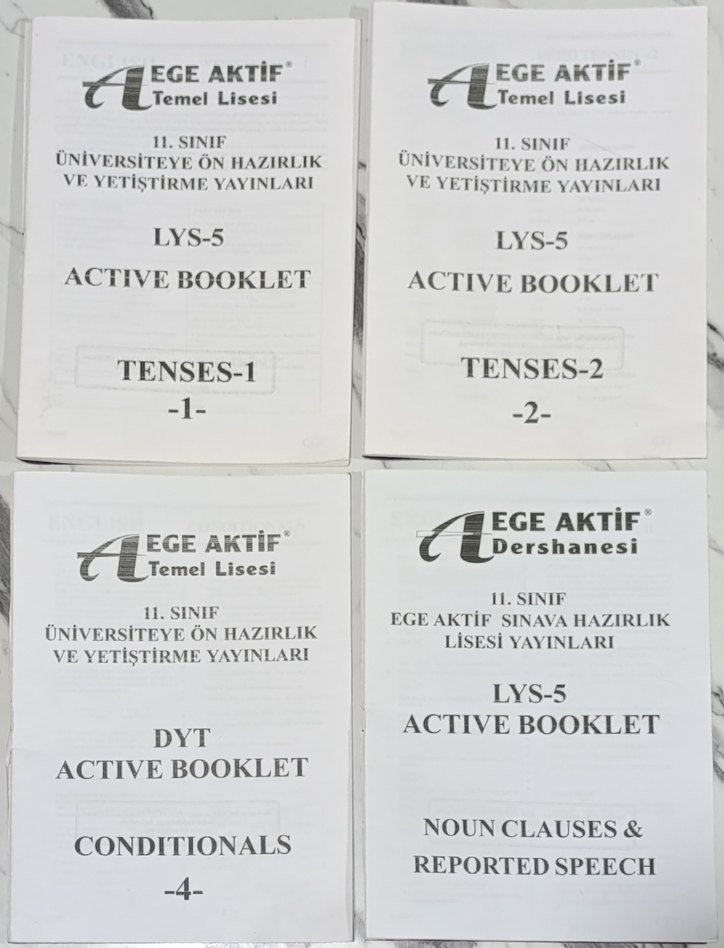 EGE AKTİF®
Temel Lisesi
11. SINIF
ÜNİVERSİTEYE ÖN HAZIRLIK
VE YETİŞTİRME YAYINLARI
LYS-5
ACTIVE BOOKLET
TENSES-1
-1-
EGE AKTİF®
Temel Lisesi
11. SINIF
ÜNİVERSİTEYE ÖN HAZIRLIK
VE YETİŞTİRME YAYINLARI
LYS-5
ACTIVE BOOKLET
TENSES-2
-2-
EGE AKTİF®
Temel Lisesi
11. SINIF
ÜNİVERSİTEYE ÖN HAZIRLIK
VE YETİŞTİRME YAYINLARI
DYT
ACTIVE BOOKLET
CONDITIONALS
-4-
EGE AKTİF®
Dershanesi
11. SINIF
EGE AKTİF SINAVA HAZIRLIK
LİSESİ YAYINLARI
LYS-5
ACTIVE BOOKLET
NOUN CLAUSES &
REPORTED SPEECH